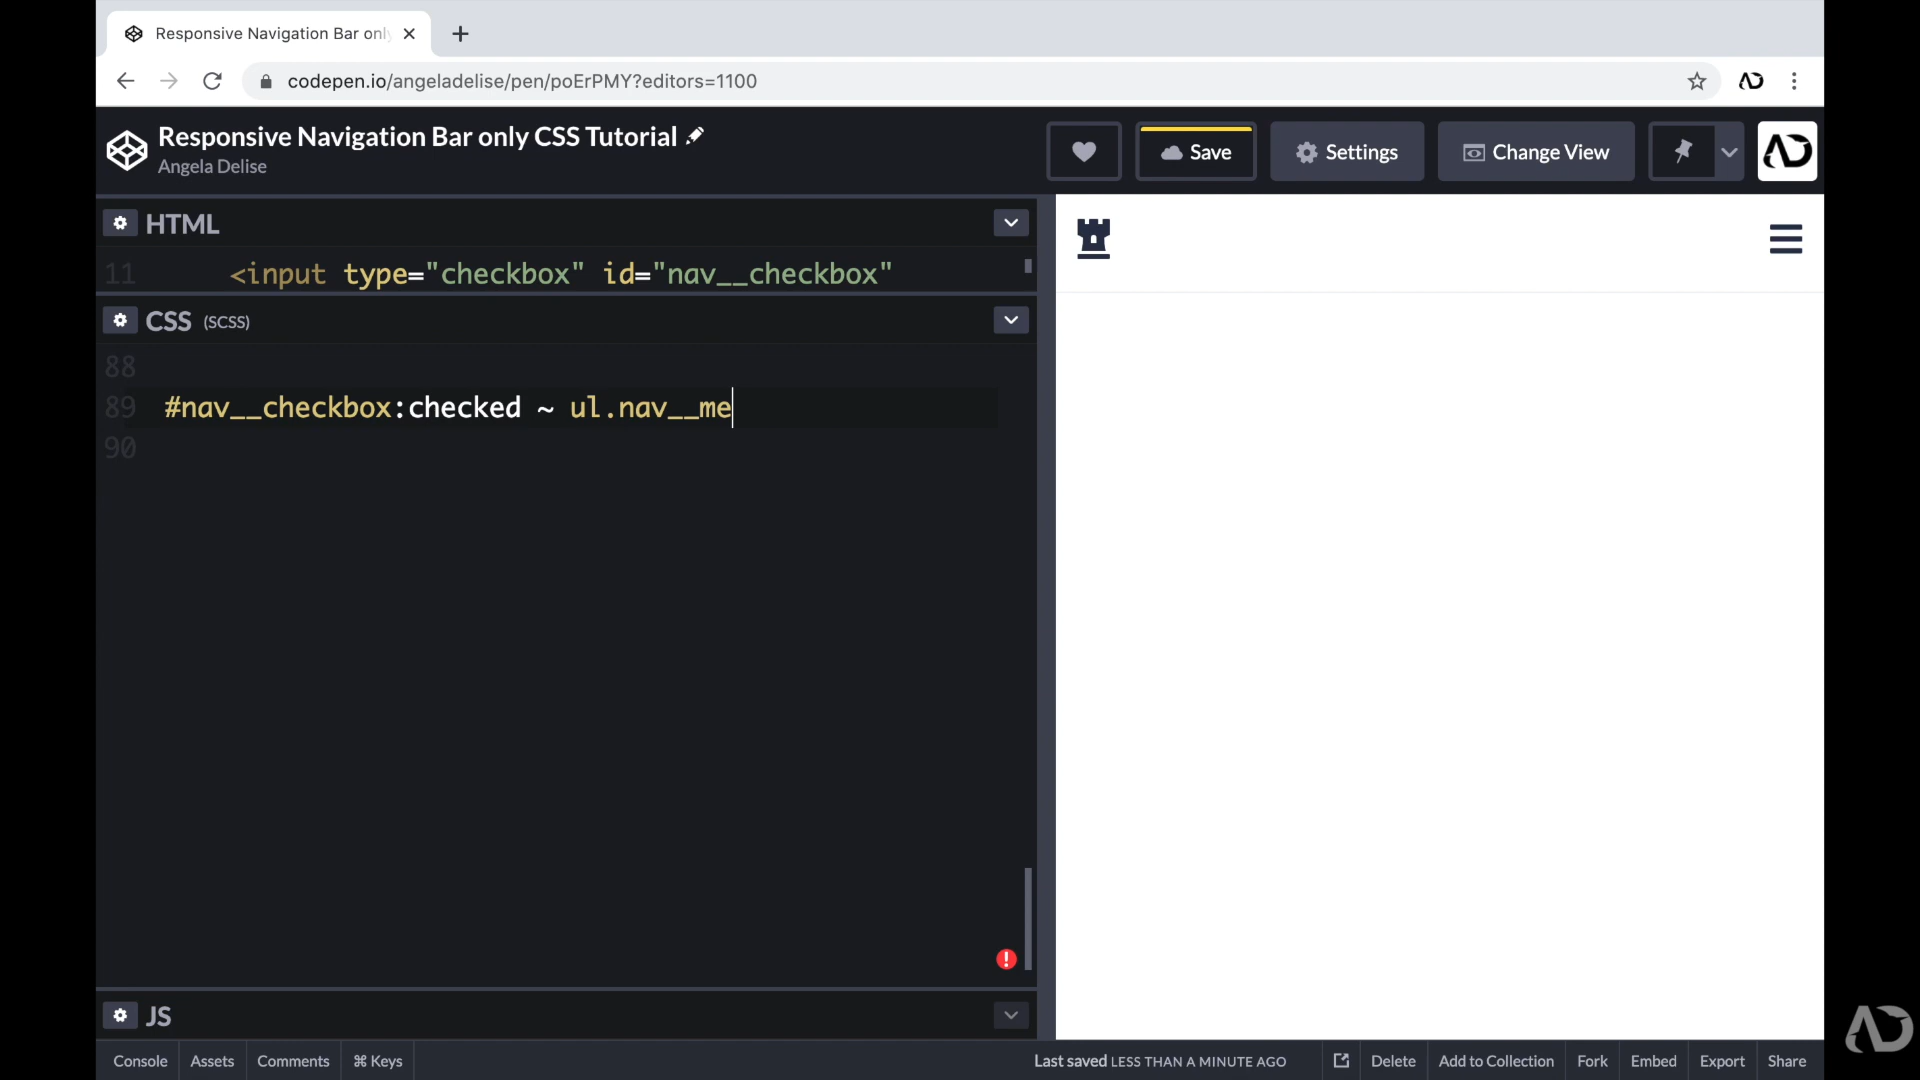 Responsive Navigation Bar onl
codepen.io/angeladelise/pen/poErPMY?editors=1100
Responsive Navigation Bar only CSS Tutorial
Angela Delise
Save
Settings
Change View
HTML
11 <input type="checkbox" id="nav__checkbox"
CSS (SCSS)
88
89 #nav__checkbox:checked ~ ul.nav__me
90
JS
Console
Assets
Comments
⌘ Keys
Last saved LESS THAN A MINUTE AGO
Delete
Add to Collection
Fork
Embed
Export
Share